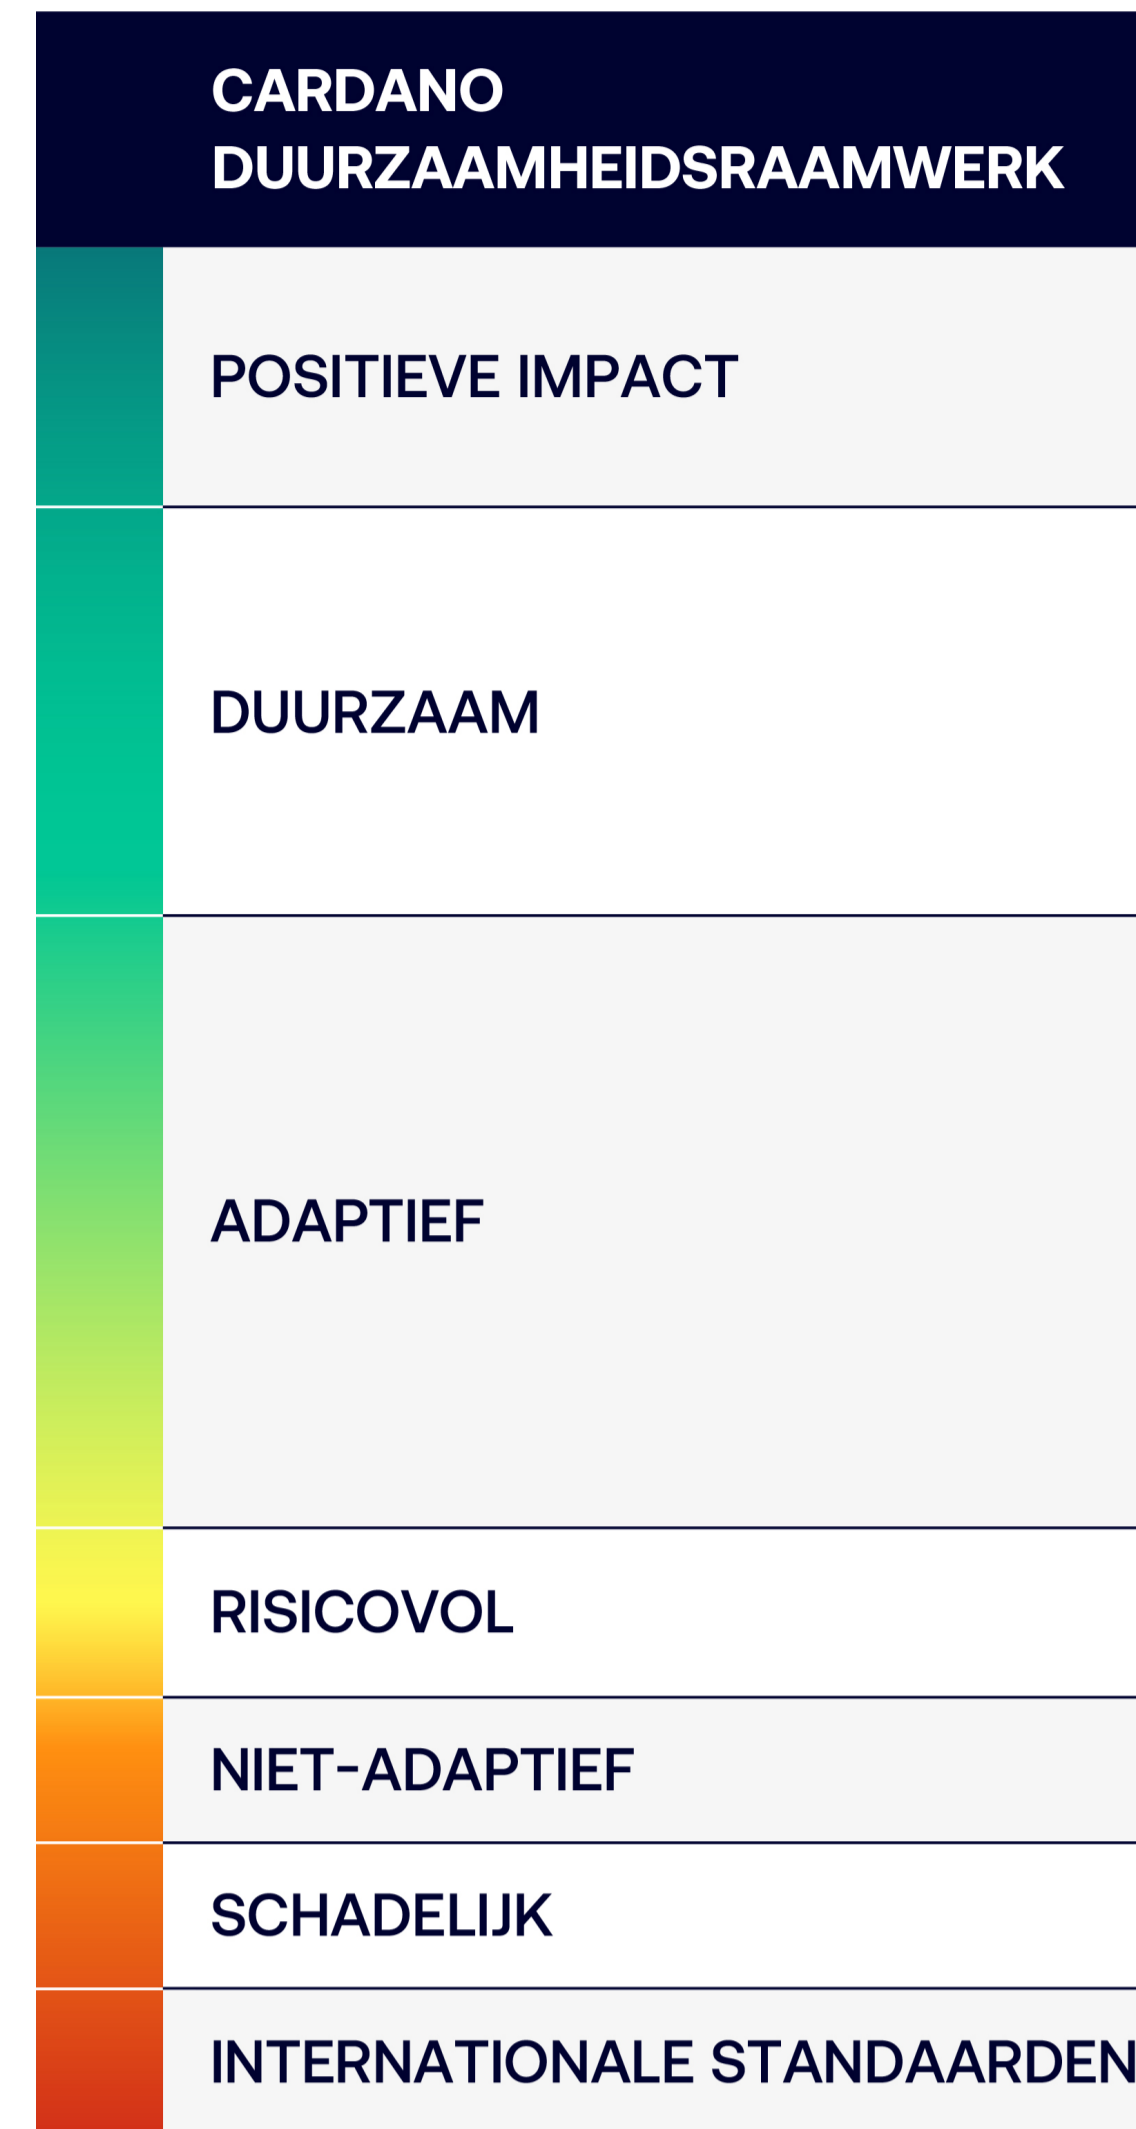 CARDANO
DUURZAAMHEIDSRAAMWERK
POSITIEVE IMPACT
DUURZAAM
ADAPTIEF
RISICOVOL
NIET-ADAPTIEF
SCHADELIJK
INTERNATIONALE STANDAARDEN